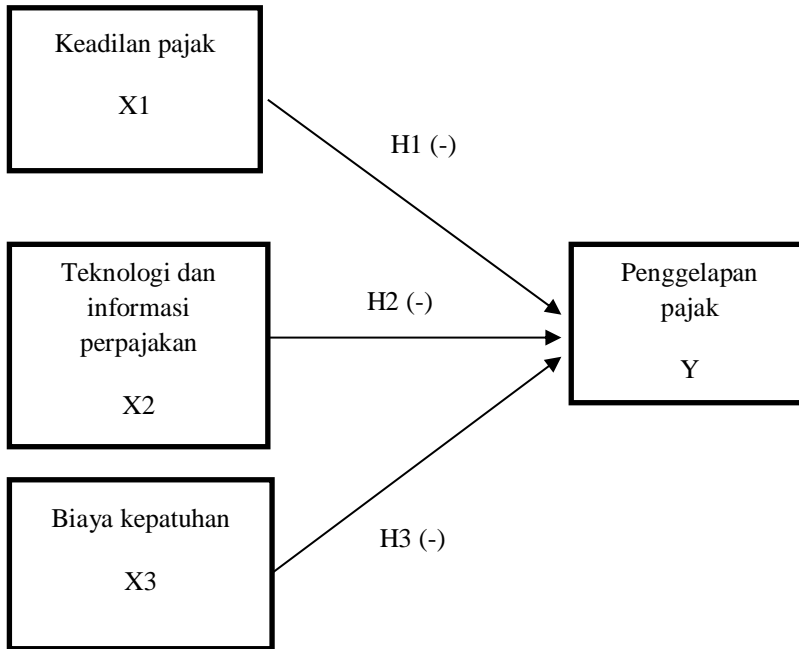 Keadilan pajak
X1
H1 (-)
Teknologi dan
informasi
perpajakan
X2
H2 (-)
Penggelapan
pajak
Y
Biaya kepatuhan
X3
H3 (-)